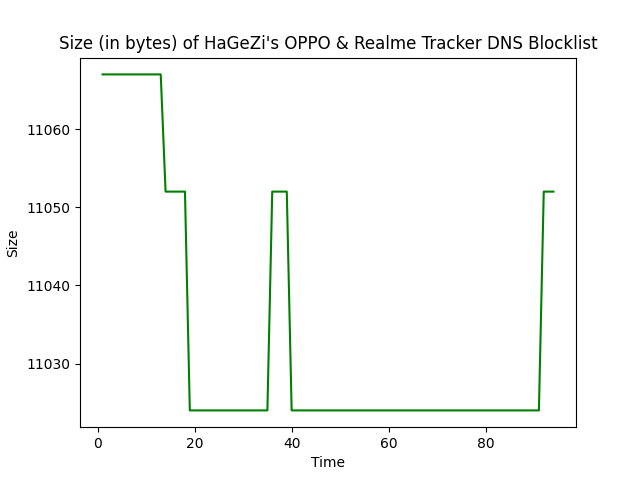 Size (in bytes) of HaGeZi's OPPO & Realme Tracker DNS Blocklist
11060
11050
11040
11030
Size
0 20 40 60 80
Time